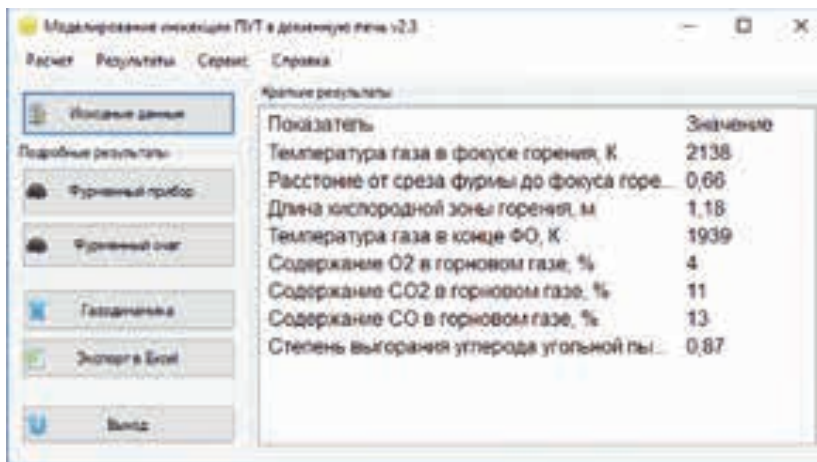 Моделирование инжекции ПУТ в доменную печь v2.3
Расчет Результаты Сервис Справка
Исходные данные
Подробные результаты
Фурменный прибор
Фурменный очаг
Газодинамика
Экспорт в Excel
Выход
Краткие результаты
Показатель Значение
Температура газа в фокусе горения, К 2138
Расстоние от среза фурмы до фокуса горе... 0,66
Длина кислородной зоны горения, м 1,18
Температура газа в конце ФО, К 1939
Содержание О2 в горновом газе, % 4
Содержание СО2 в горновом газе, % 11
Содержание СО в горновом газе, % 13
Степень выгорания углерода угольной пы... 0,87